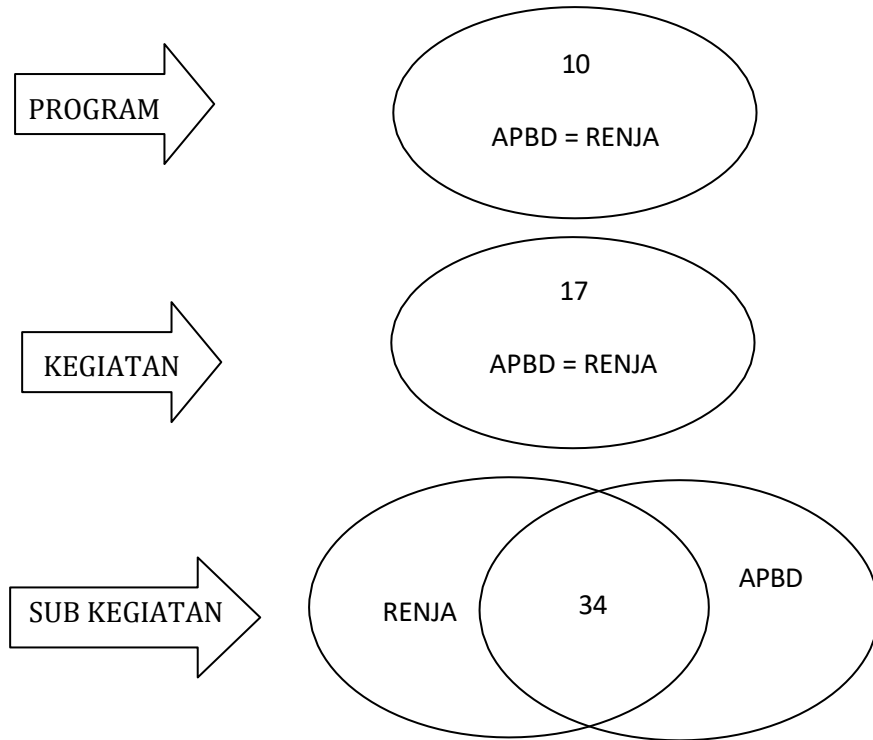 PROGRAM
10
APBD = RENJA
KEGIATAN
17
APBD = RENJA
SUB KEGIATAN
RENJA
34
APBD